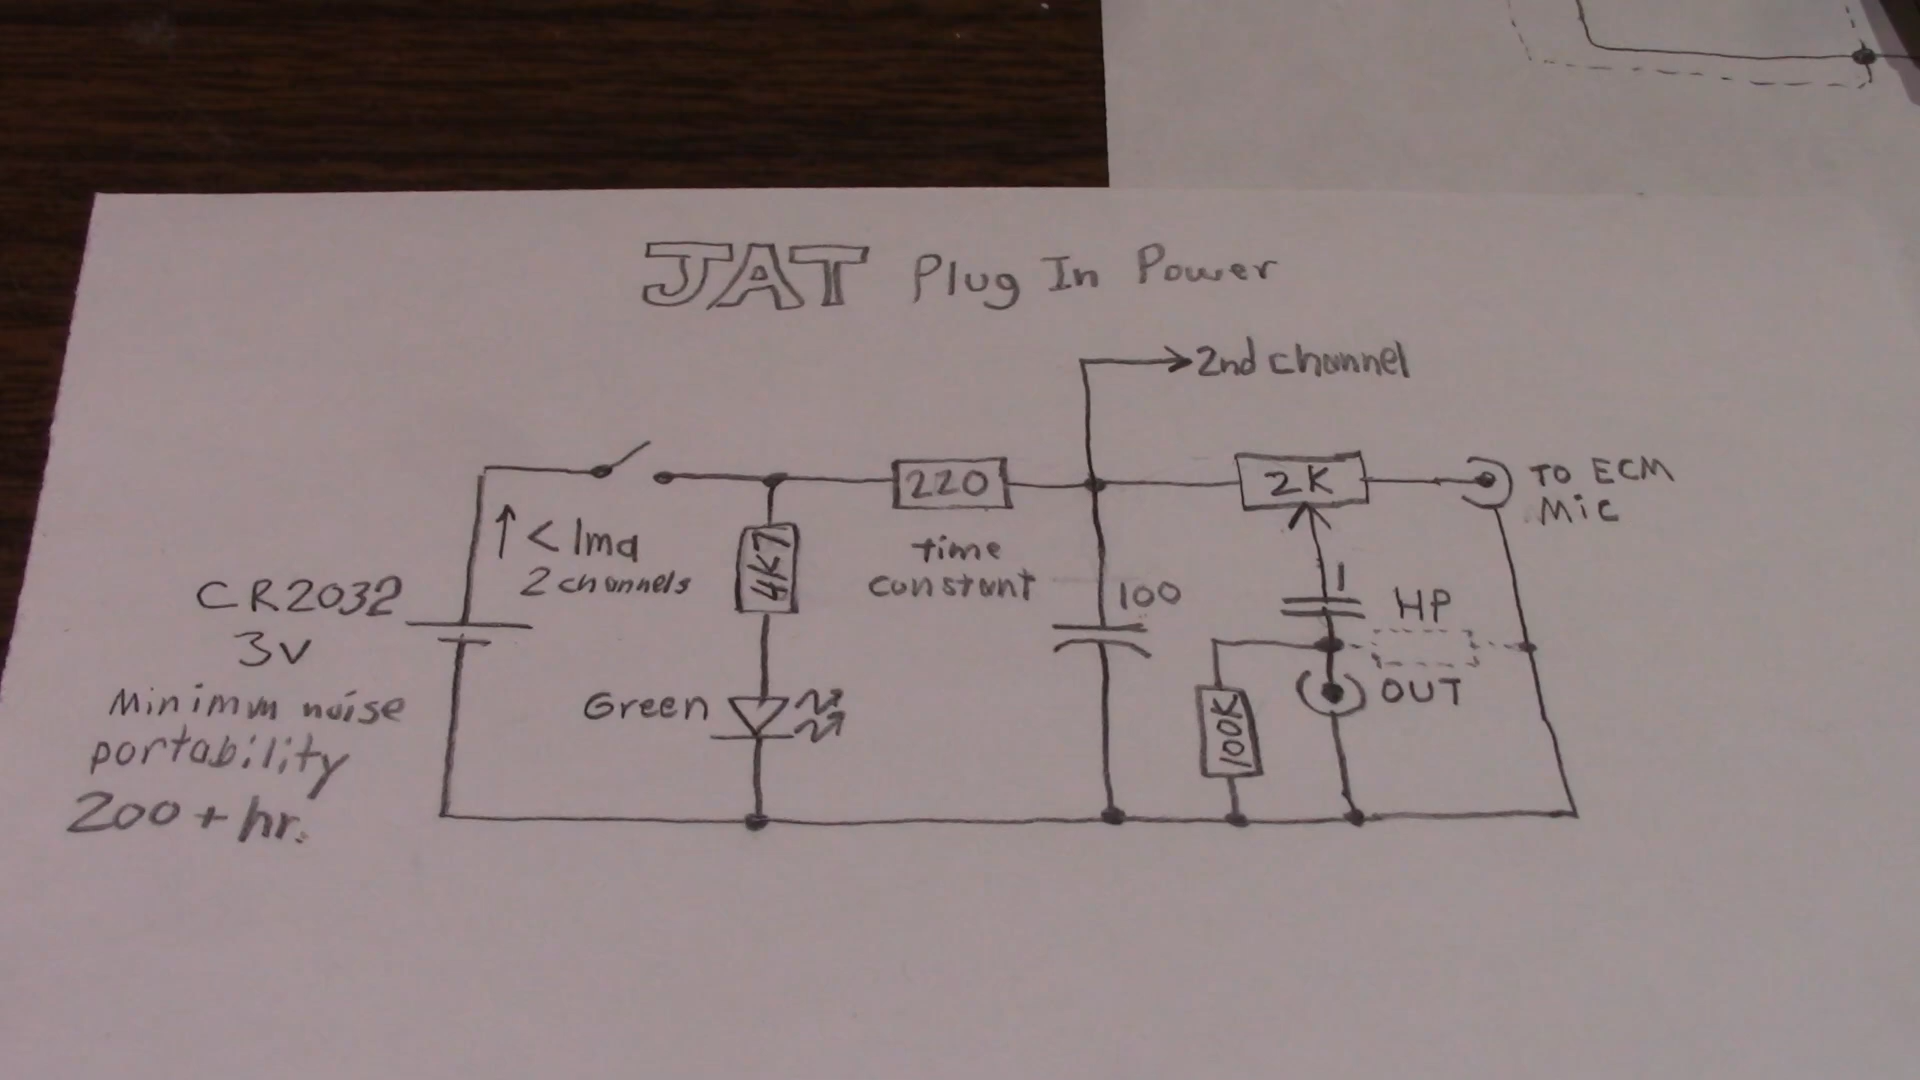 JAT Plug In Power
2nd channel
220
2K
TO ECM
Mic
< 1ma
2 channels
4K7
time
constant
CR2032
3V
100
1
HP
Green
OUT
100K
Minimm noise
portability
200 + hr.